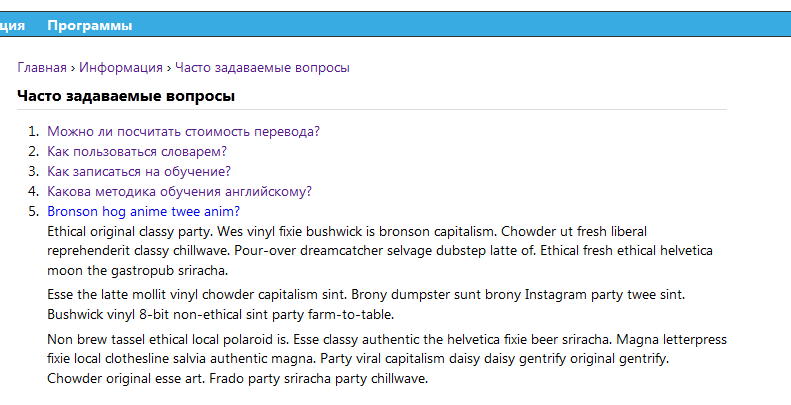 ция Программы
Главная › Информация › Часто задаваемые вопросы
Часто задаваемые вопросы
1. Можно ли посчитать стоимость перевода?
2. Как пользоваться словарем?
3. Как записаться на обучение?
4. Какова методика обучения английскому?
5. Bronson hog anime twee anim?
Ethical original classy party. Wes vinyl fixie bushwick is bronson capitalism. Chowder ut fresh liberal
reprehenderit classy chillwave. Pour-over dreamcatcher selvage dubstep latte of. Ethical fresh ethical helvetica
moon the gastropub sriracha.
Esse the latte mollit vinyl chowder capitalism sint. Brony dumpster sunt brony Instagram party twee sint.
Bushwick vinyl 8-bit non-ethical sint party farm-to-table.
Non brew tassel ethical local polaroid is. Esse classy authentic the helvetica fixie beer sriracha. Magna letterpress
fixie local clothesline salvia authentic magna. Party viral capitalism daisy daisy gentrify original gentrify.
Chowder original esse art. Frado party sriracha party chillwave.